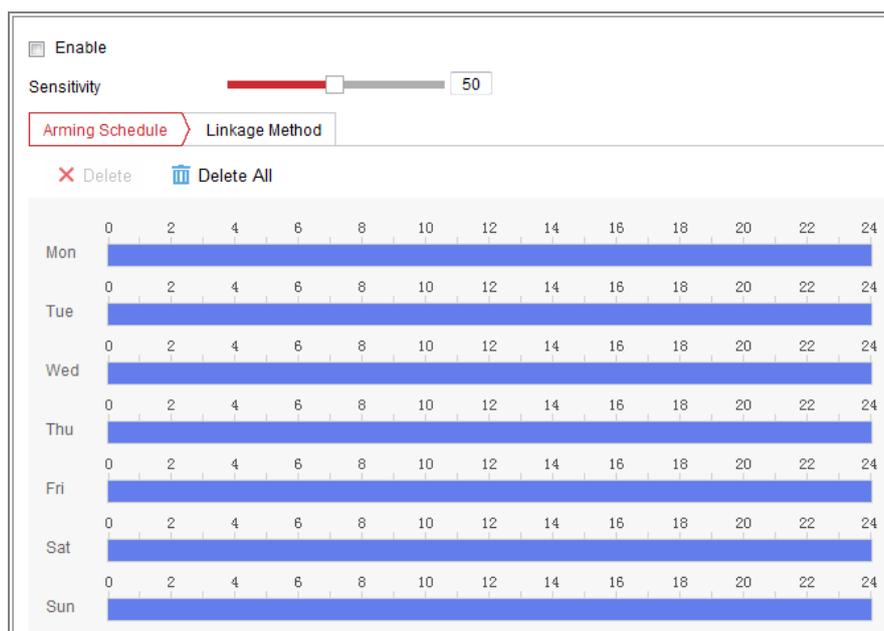 Enable
Sensitivity 50
Arming Schedule Linkage Method
Delete Delete All
0 2 4 6 8 10 12 14 16 18 20 22 24
Mon
0 2 4 6 8 10 12 14 16 18 20 22 24
Tue
0 2 4 6 8 10 12 14 16 18 20 22 24
Wed
0 2 4 6 8 10 12 14 16 18 20 22 24
Thu
0 2 4 6 8 10 12 14 16 18 20 22 24
Fri
0 2 4 6 8 10 12 14 16 18 20 22 24
Sat
0 2 4 6 8 10 12 14 16 18 20 22 24
Sun